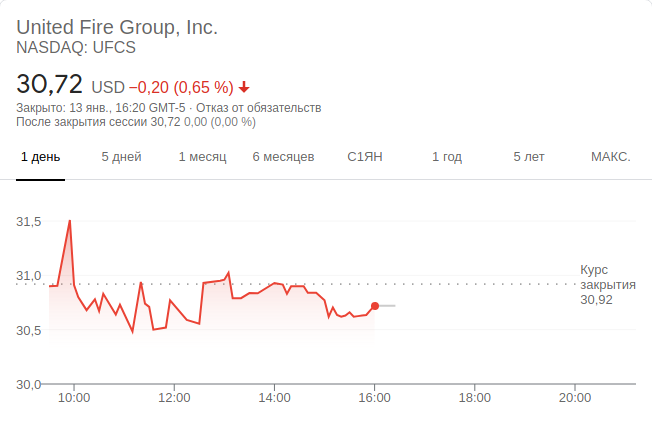 United Fire Group, Inc.
NASDAQ: UFCS
30,72 USD −0,20 (0,65 %)
Закрыто: 13 янв., 16:20 GMT-5 · Отказ от обязательств
После закрытия сессии 30,72 0,00 (0,00 %)
1 день 5 дней 1 месяц 6 месяцев С1ЯН 1 год 5 лет МАКС.
31,5
31,0
30,5
30,0
Курс
закрытия
30,92
10:00 12:00 14:00 16:00 18:00 20:00